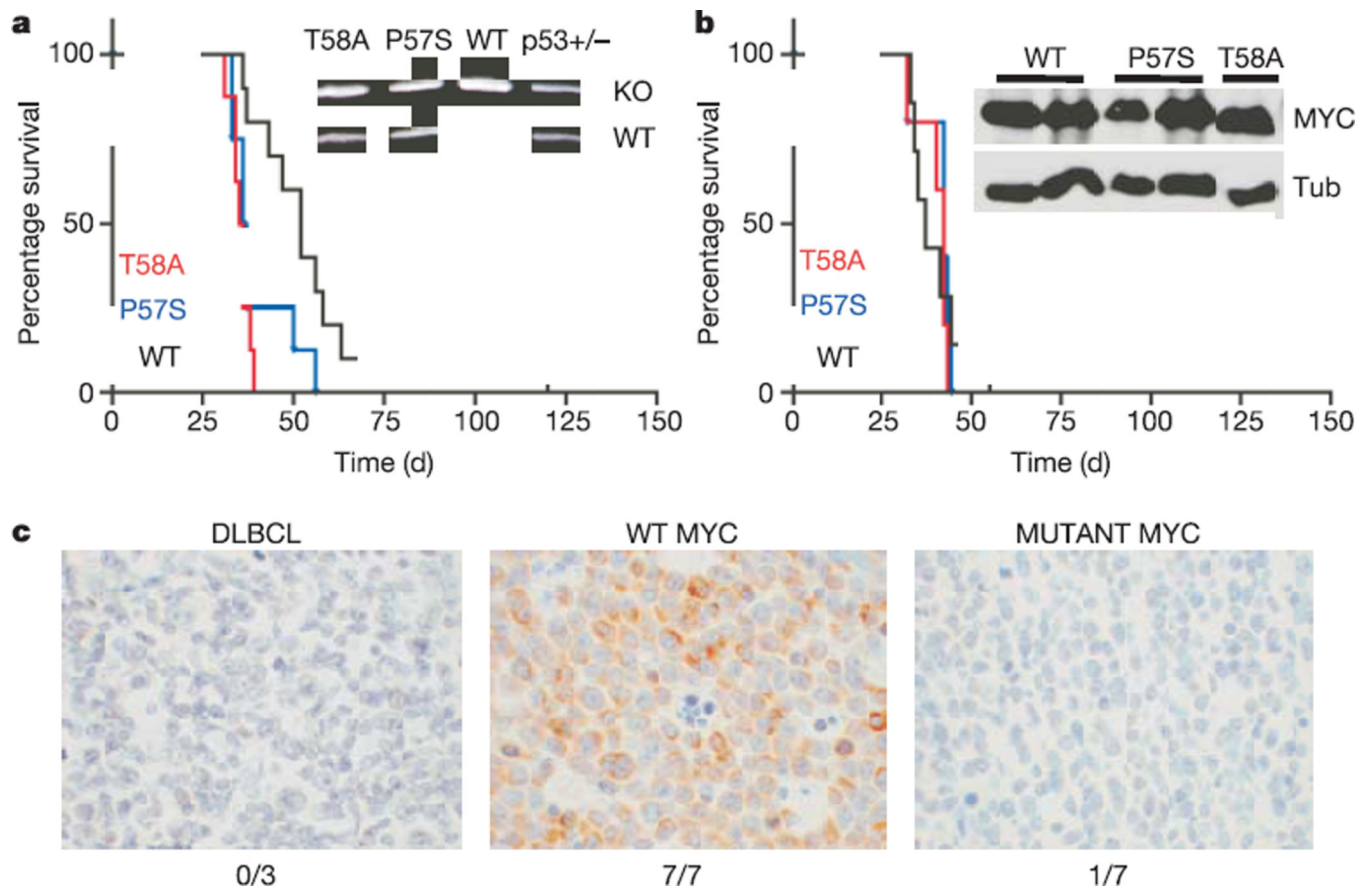 a
T58A P57S WT p53+/–
KO
WT
Percentage survival
100
50
0
T58A
P57S
WT
0 25 50 75 100 125 150
Time (d)
b
WT P57S T58A
MYC
Tub
Percentage survival
100
50
0
T58A
P57S
WT
0 25 50 75 100 125 150
Time (d)
c
DLBCL WT MYC MUTANT MYC
0/3 7/7 1/7